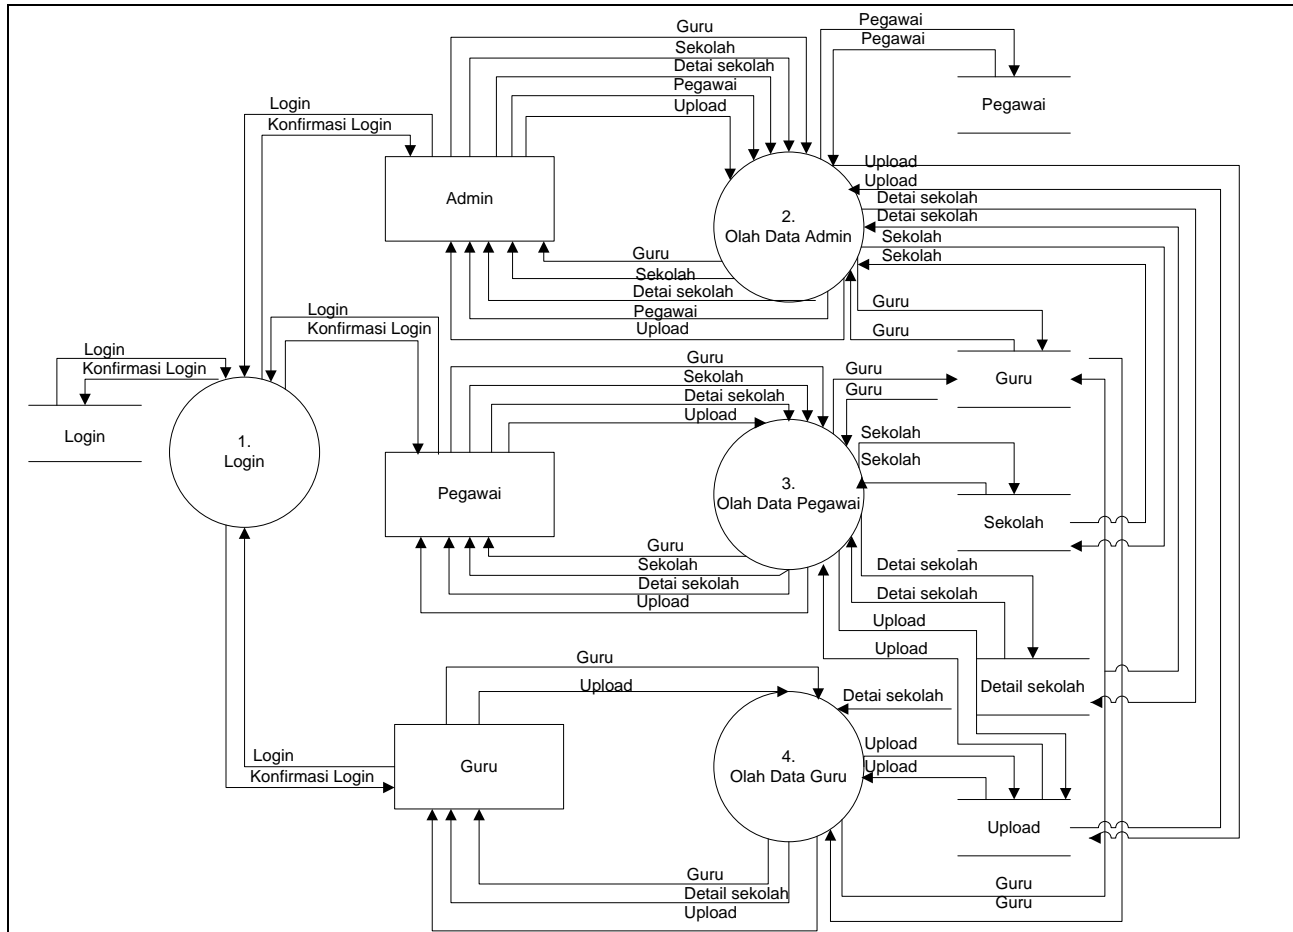 Guru
Sekolah
Detai sekolah
Pegawai
Upload
Pegawai
Pegawai
Pegawai
Login
Konfirmasi Login
Admin
2.
Olah Data Admin
Upload
Upload
Detai sekolah
Detai sekolah
Sekolah
Sekolah
Guru
Sekolah
Detai sekolah
Pegawai
Upload
Guru
Guru
Guru
Login
Konfirmasi Login
Login
Konfirmasi Login
Login
1.
Login
Guru
Sekolah
Detai sekolah
Upload
Pegawai
3.
Olah Data Pegawai
Guru
Guru
Sekolah
Sekolah
Sekolah
Guru
Sekolah
Detai sekolah
Upload
Detai sekolah
Detai sekolah
Upload
Upload
Detail sekolah
Guru
Upload
Detai sekolah
Login
Konfirmasi Login
Guru
4.
Olah Data Guru
Upload
Upload
Upload
Guru
Detail sekolah
Upload
Guru
Guru